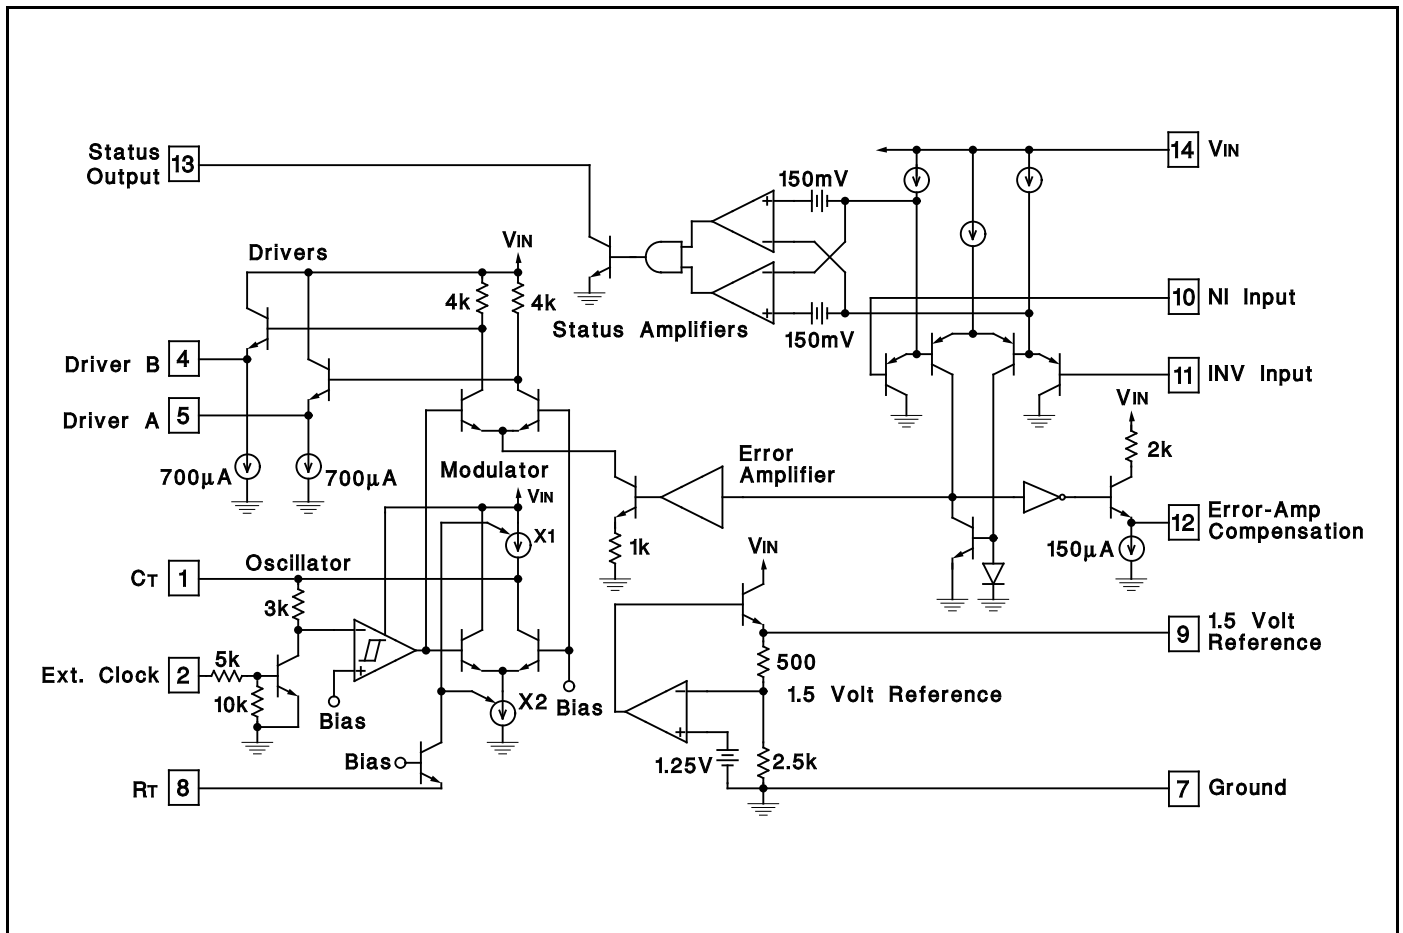 Status
Output
13
14
VIN
150mV
Drivers
VIN
4k
4k
Status Amplifiers
150mV
10
NI Input
Driver B
4
11
INV Input
Driver A
5
VIN
2k
700µA
700µA
Modulator
Error
Amplifier
VIN
X1
1k
VIN
150µA
12
Error-Amp
Compensation
CT
1
Oscillator
3k
9
1.5 Volt
Reference
Ext. Clock
2
5k
10k
500
1.5 Volt Reference
Bias
X2
Bias
Bias
1.25V
2.5k
RT
8
7
Ground
+
−
−
+
−
+
−
+